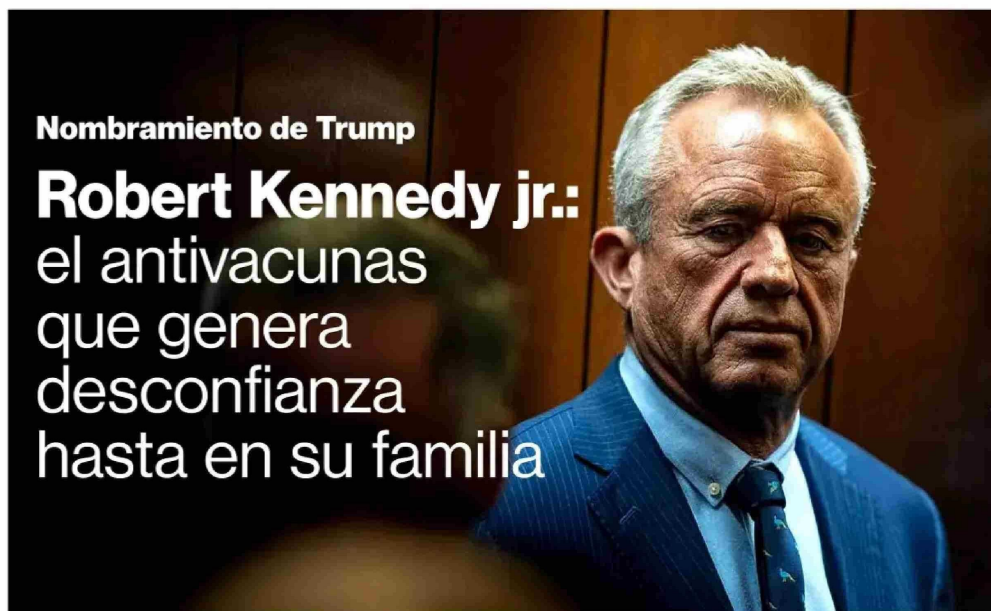 Nombramiento de Trump
Robert Kennedy jr.:
el antivacunas
que genera
desconfianza
hasta en su familia